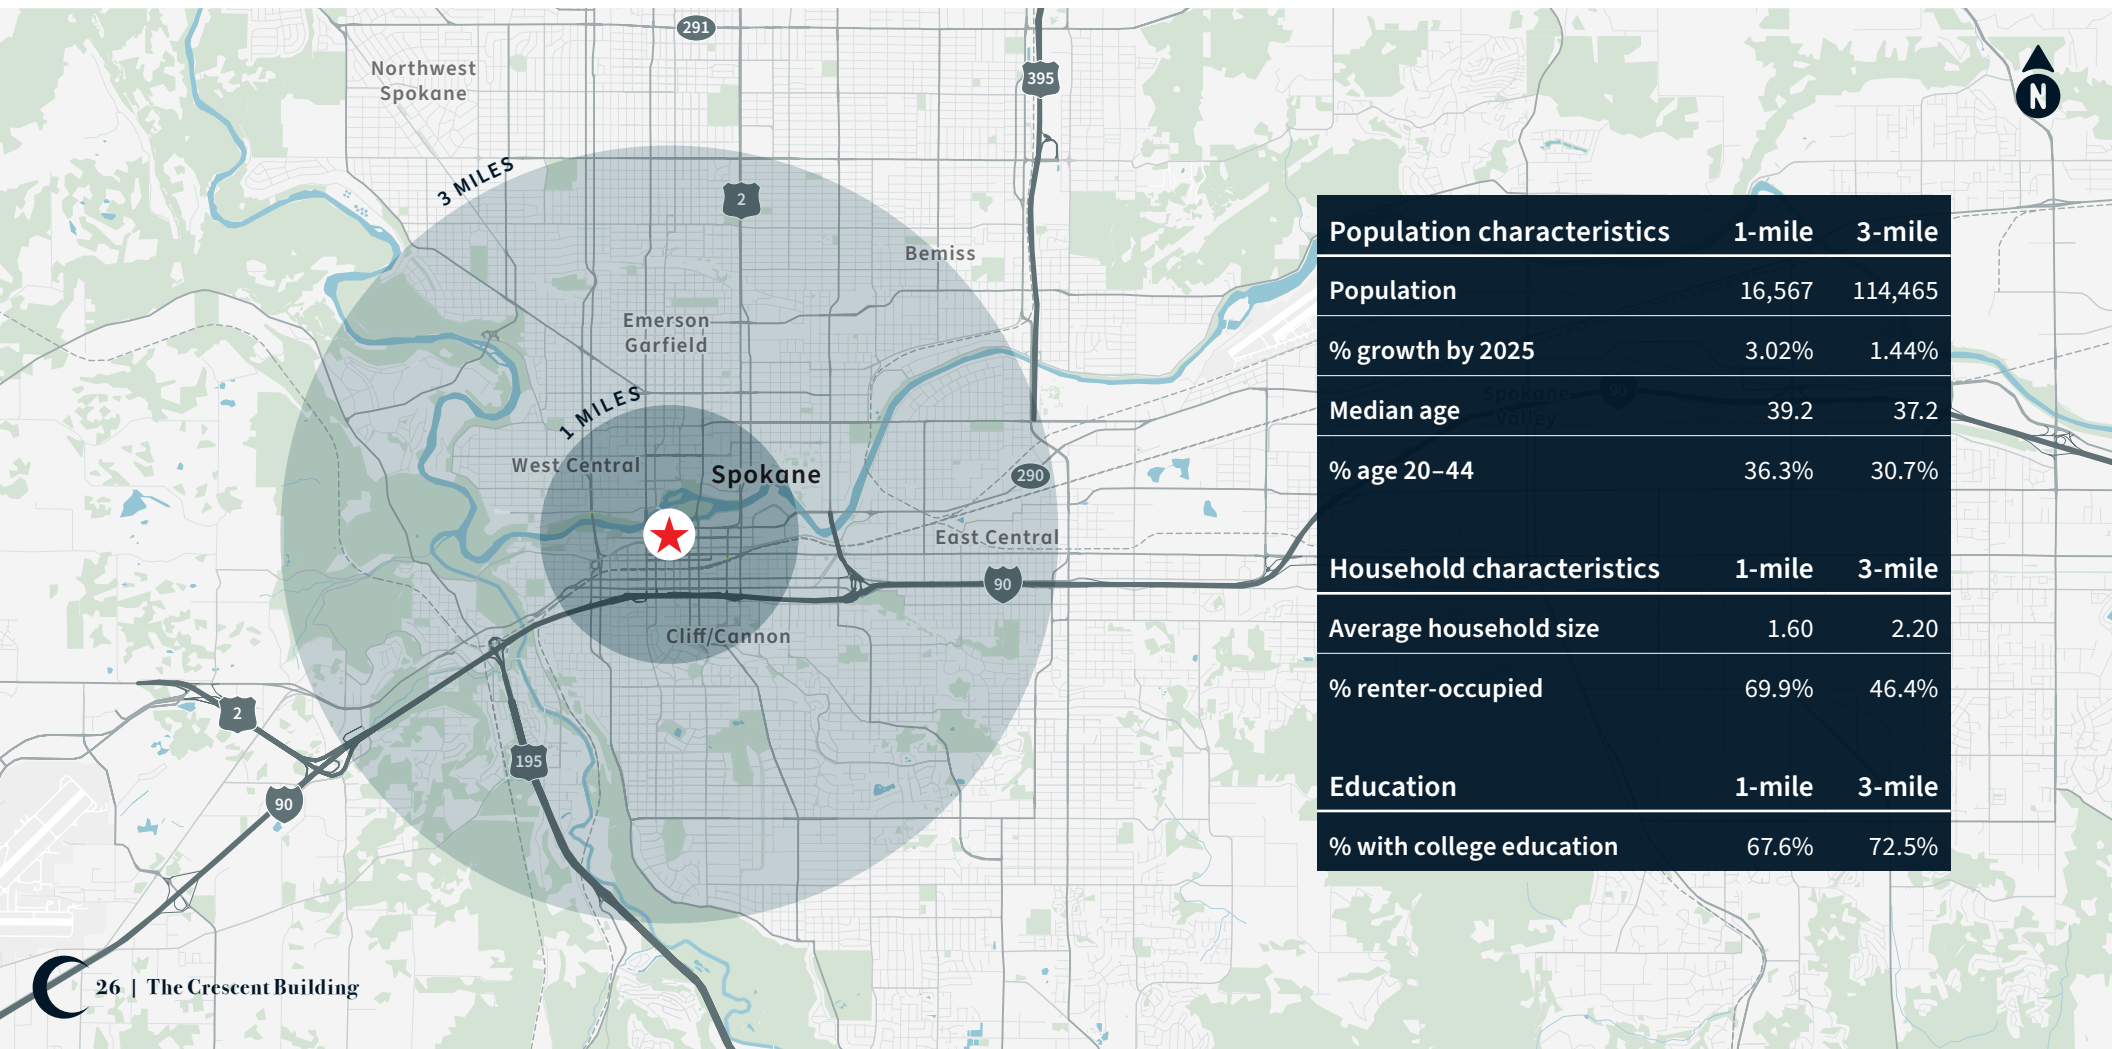 291
Northwest
Spokane
395
N
3 MILES
2
Bemiss
Emerson
Garfield
1 MILES
West Central
Spokane
290
East Central
90
Cliff/Cannon
2
195
90
Population characteristics 1-mile 3-mile
Population 16,567 114,465
% growth by 2025 3.02% 1.44%
Spokane
Valley
90
Median age 39.2 37.2
% age 20–44 36.3% 30.7%
Household characteristics 1-mile 3-mile
Average household size 1.60 2.20
% renter-occupied 69.9% 46.4%
Education 1-mile 3-mile
% with college education 67.6% 72.5%
26 | The Crescent Building